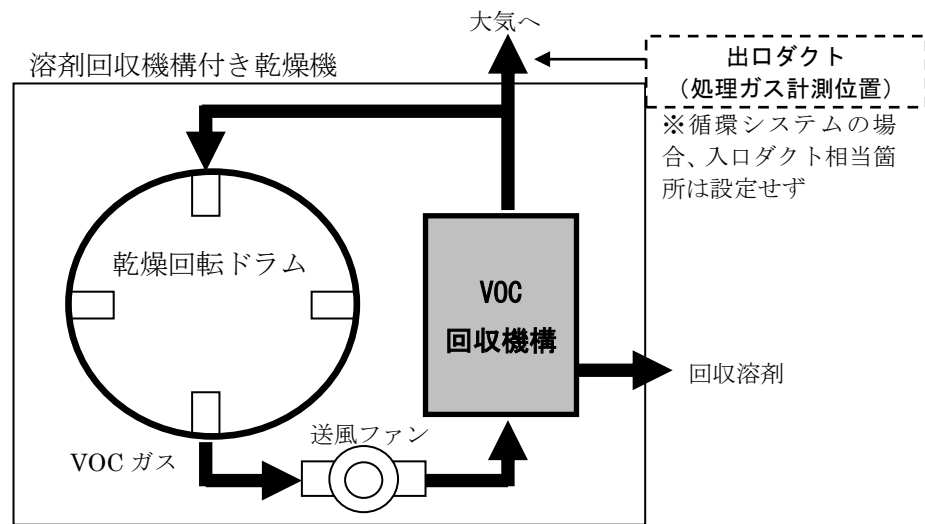 大気へ
溶剤回収機構付き乾燥機
出口ダクト
(処理ガス計測位置)
※循環システムの場
合、入口ダクト相当箇
所は設定せず
乾燥回転ドラム
VOC
回収機構
回収溶剤
送風ファン
VOC ガス